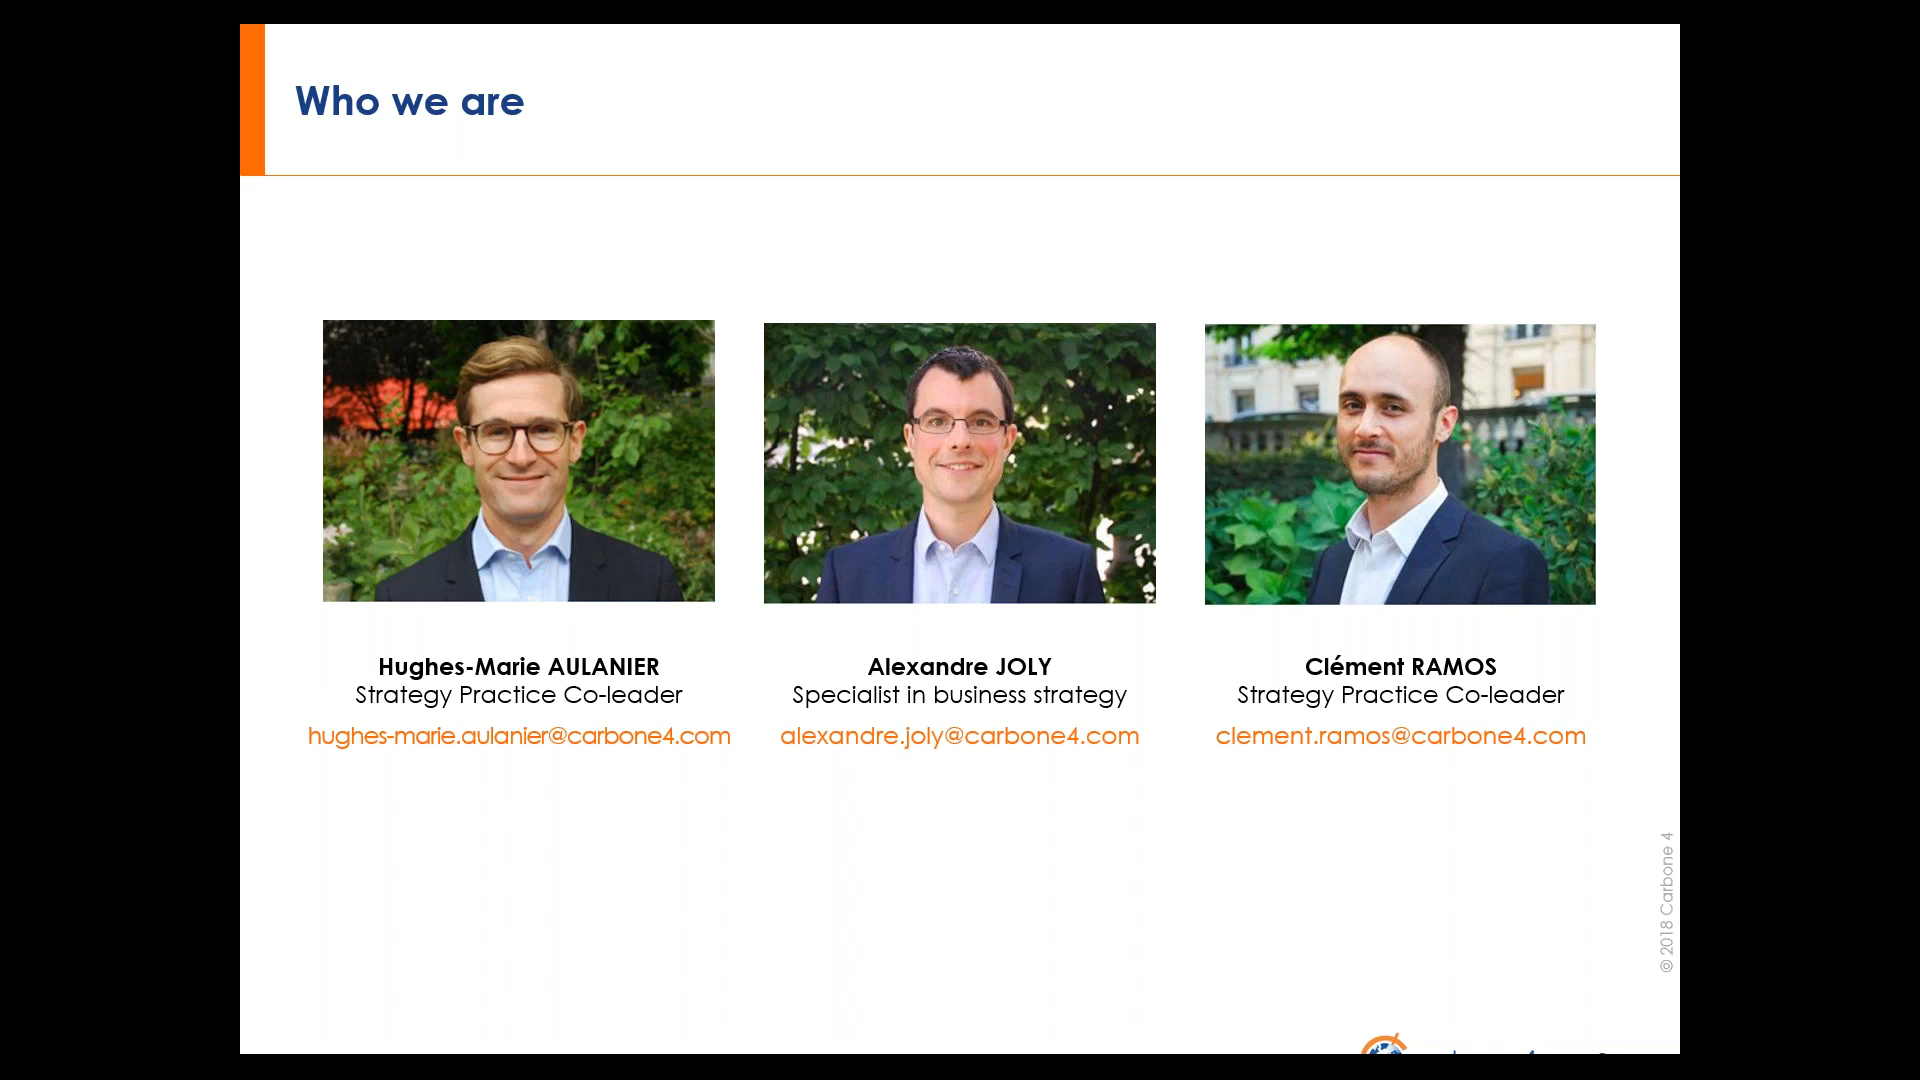 Who we are
Hughes-Marie AULANIER
Strategy Practice Co-leader
hughes-marie.aulanier@carbone4.com
Alexandre JOLY
Specialist in business strategy
alexandre.joly@carbone4.com
Clément RAMOS
Strategy Practice Co-leader
clement.ramos@carbone4.com
© 2018 Carbone 4